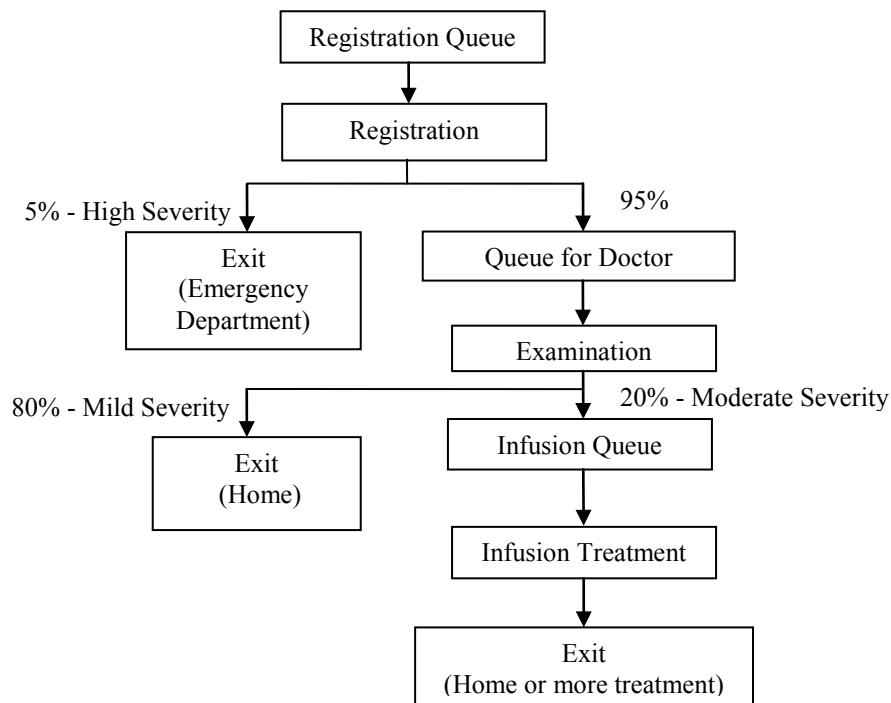 Registration Queue
Registration
5% - High Severity
95%
Exit
(Emergency
Department)
Queue for Doctor
Examination
80% - Mild Severity
20% - Moderate Severity
Exit
(Home)
Infusion Queue
Infusion Treatment
Exit
(Home or more treatment)